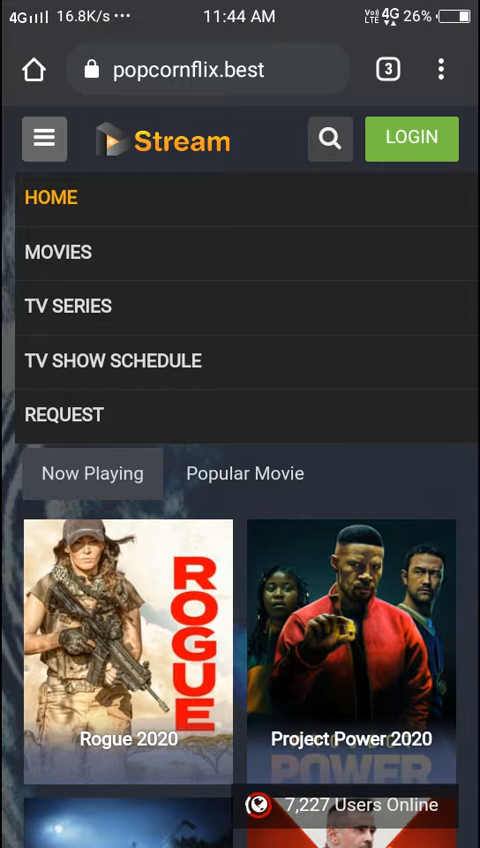 4G 16.8K/s ... 11:44 AM VoLTE 4G 26%
popcornflix.best 3
Stream LOGIN
HOME
MOVIES
TV SERIES
TV SHOW SCHEDULE
REQUEST
Now Playing Popular Movie
ROGUE
Rogue 2020 Project Power 2020
POWER
7,227 Users Online